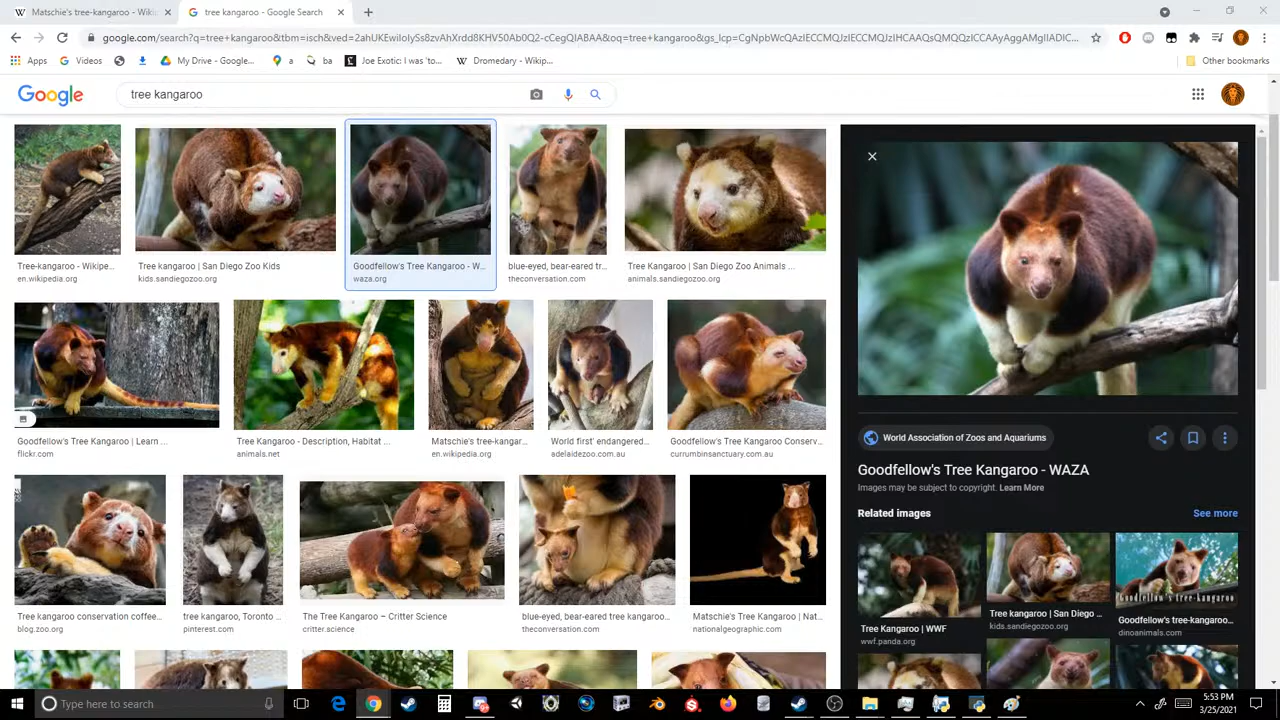 Matschie's tree-kangaroo - Wiki
tree kangaroo - Google Search
google.com/search?q=tree+kangaroo&tbm=isch&ved=2ahUKEwiIoIySs8zvAhXrdd8KHV50Ab0Q2-cCegQIABAA&oq=tree+kangaroo&gs_lcp=CgNpbWcQAzIECCMQJzIECCMQJzIHCAAQsQMQQzICCAAyAggAMgIIADIC...
Apps
Videos
My Drive - Google...
a
ba
Joe Exotic: I was 'to...
Dromedary - Wikip...
Other bookmarks
Google
tree kangaroo
Tree-kangaroo - Wikipe...
en.wikipedia.org
Tree kangaroo | San Diego Zoo Kids
kids.sandiegozoo.org
Goodfellow's Tree Kangaroo - W...
waza.org
blue-eyed, bear-eared tr...
theconversation.com
Tree Kangaroo | San Diego Zoo Animals ...
animals.sandiegozoo.org
Goodfellow's Tree Kangaroo | Learn ...
flickr.com
Tree Kangaroo - Description, Habitat ...
animals.net
Matschie's tree-kangar...
en.wikipedia.org
World first' endangered...
adelaidezoo.com.au
Goodfellow's Tree Kangaroo Conserv...
currumbinsanctuary.com.au
Tree kangaroo conservation coffee...
blog.zoo.org
tree kangaroo, Toronto ...
pinterest.com
The Tree Kangaroo – Critter Science
critter.science
blue-eyed, bear-eared tree kangaroo...
theconversation.com
Matschie's Tree Kangaroo | Nat...
nationalgeographic.com
World Association of Zoos and Aquariums
Goodfellow's Tree Kangaroo - WAZA
Images may be subject to copyright. Learn More
Related images
See more
Tree Kangaroo | WWF
wwf.panda.org
Tree kangaroo | San Diego ...
kids.sandiegozoo.org
Goodfellow's tree-Kangaroo
Goodfellow's tree-kangaroo...
dinoanimals.com
Type here to search
5:53 PM
3/25/2021